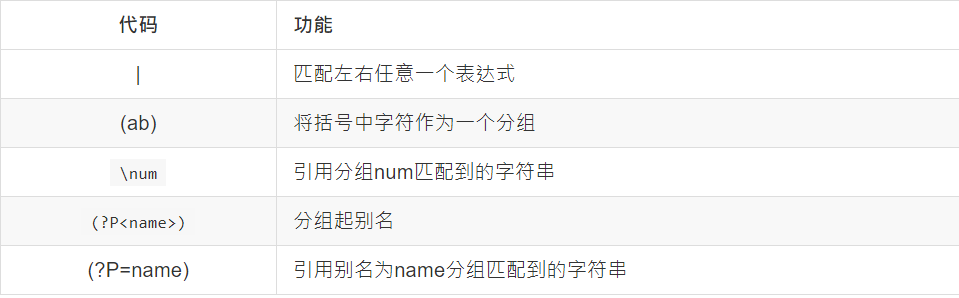 代码 功能
| 匹配左右任意一个表达式
(ab) 将括号中字符作为一个分组
\num 引用分组num匹配到的字符串
(?P<name>) 分组起别名
(?P=name) 引用别名为name分组匹配到的字符串